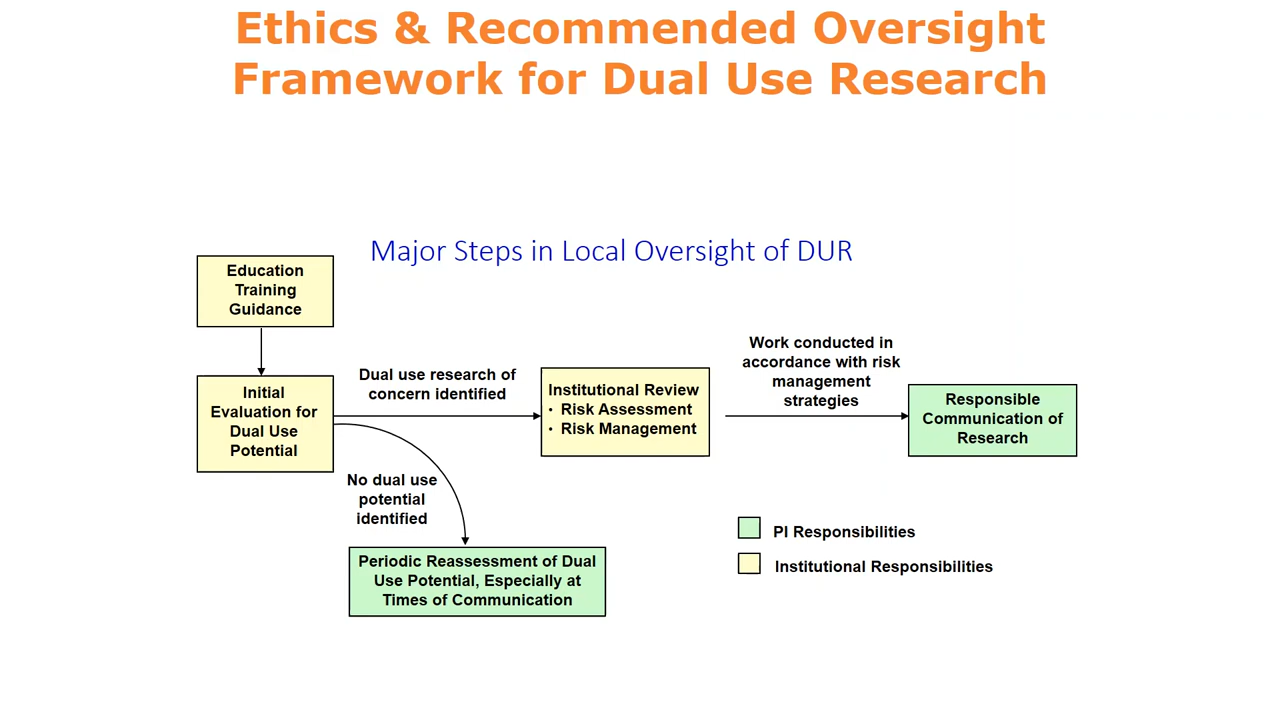 Ethics & Recommended Oversight
Framework for Dual Use Research
Major Steps in Local Oversight of DUR
Education
Training
Guidance
Initial
Evaluation for
Dual Use
Potential
Dual use research of
concern identified
No dual use
potential
identified
Periodic Reassessment of Dual
Use Potential, Especially at
Times of Communication
Institutional Review
· Risk Assessment
· Risk Management
Work conducted in
accordance with risk
management
strategies
Responsible
Communication of
Research
PI Responsibilities
Institutional Responsibilities